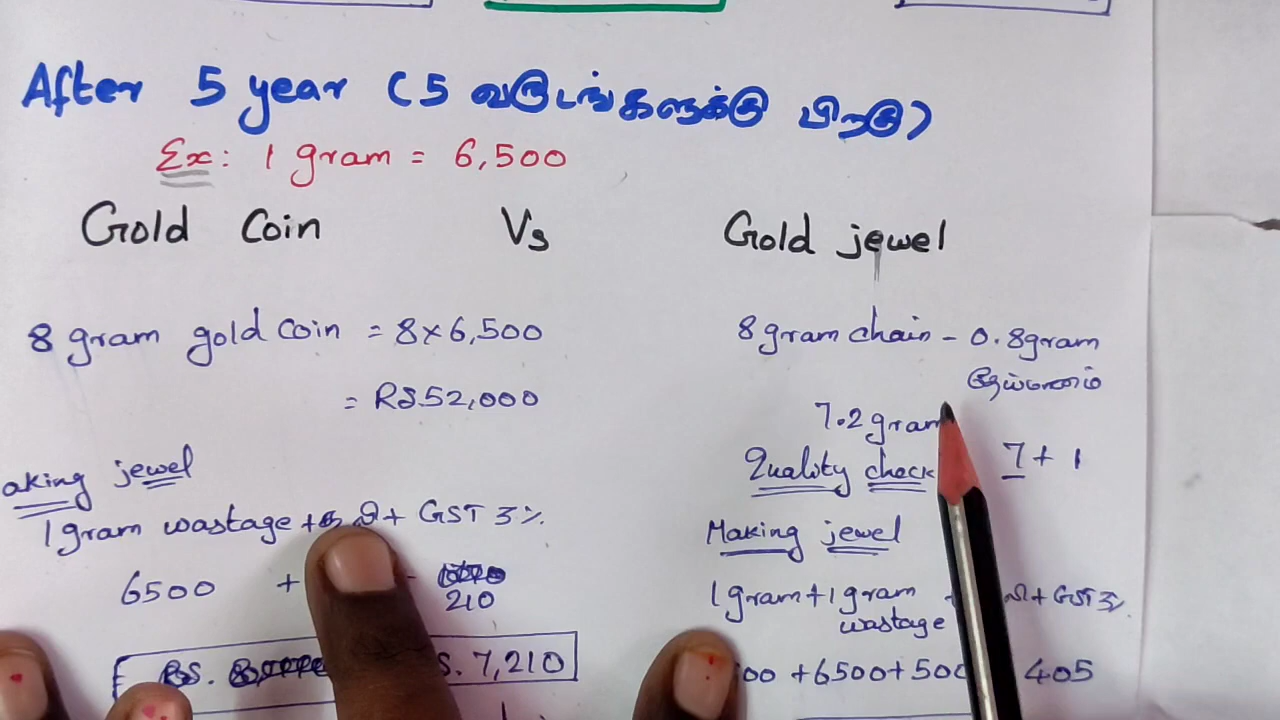 After 5 year (5 வருடங்களுக்கு பிறகு)
Ex: 1 gram = 6,500
Gold Coin Vs Gold jewel
8 gram gold coin = 8×6,500
= RS.52,000
aking jewel
1gram wastage + + GST 3%
6500 +
210
RS. S. 7,210
8gram chain - 0.8gram
தேய்மானம்
7.2 gram
Quality check 7 + 1
Making jewel
1gram+1gram + GST 3%
wastage
00 +6500+500 405